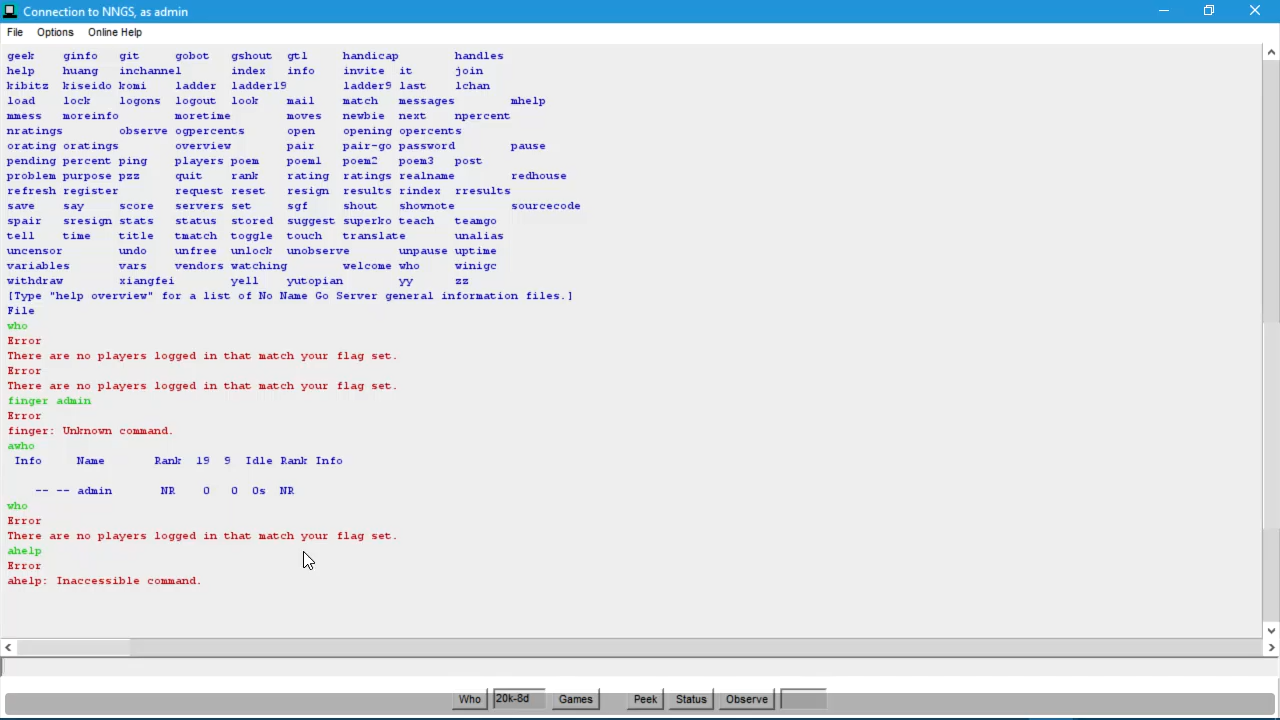 Connection to NNGS, as admin
File Options Online Help
geek ginfo git gobot gshout gtl handicap handles
help huang inchannel index info invite it join
kibitz kiseido komi ladder ladder19 ladder9 last lchan
load lock logons logout look mail match messages mhelp
mmess moreinfo moretime moves newbie next npercent
nratings observe ogpercents open opening opercents
orating oratings overview pair pair-go password pause
pending percent ping players poem poem1 poem2 poem3 post
problem purpose pzz quit rank rating ratings realname redhouse
refresh register request reset resign results rindex rresults
save say score servers set sgf shout shownote sourcecode
spair sresign stats status stored suggest superko teach teamgo
tell time title tmatch toggle touch translate unalias
uncensor undo unfree unlock unobserve unpause uptime
variables vars vendors watching welcome who winigc
withdraw xiangfei yell yutopian yy zz
[Type "help overview" for a list of No Name Go Server general information files.]
File
who
Error
There are no players logged in that match your flag set.
Error
There are no players logged in that match your flag set.
finger admin
Error
finger: Unknown command.
awho
Info Name Rank 19 9 Idle Rank Info
-- -- admin NR 0 0 0s NR
who
Error
There are no players logged in that match your flag set.
ahelp
Error
ahelp: Inaccessible command.
Who 20k-8d Games Peek Status Observe